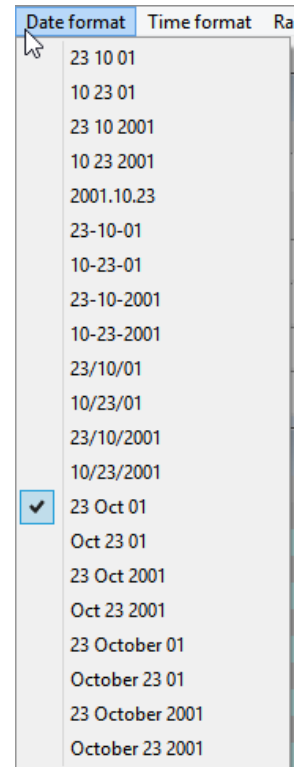 Date format Time format Ra
23 10 01
10 23 01
23 10 2001
10 23 2001
2001.10.23
23-10-01
10-23-01
23-10-2001
10-23-2001
23/10/01
10/23/01
23/10/2001
10/23/2001
23 Oct 01
Oct 23 01
23 Oct 2001
Oct 23 2001
23 October 01
October 23 01
23 October 2001
October 23 2001